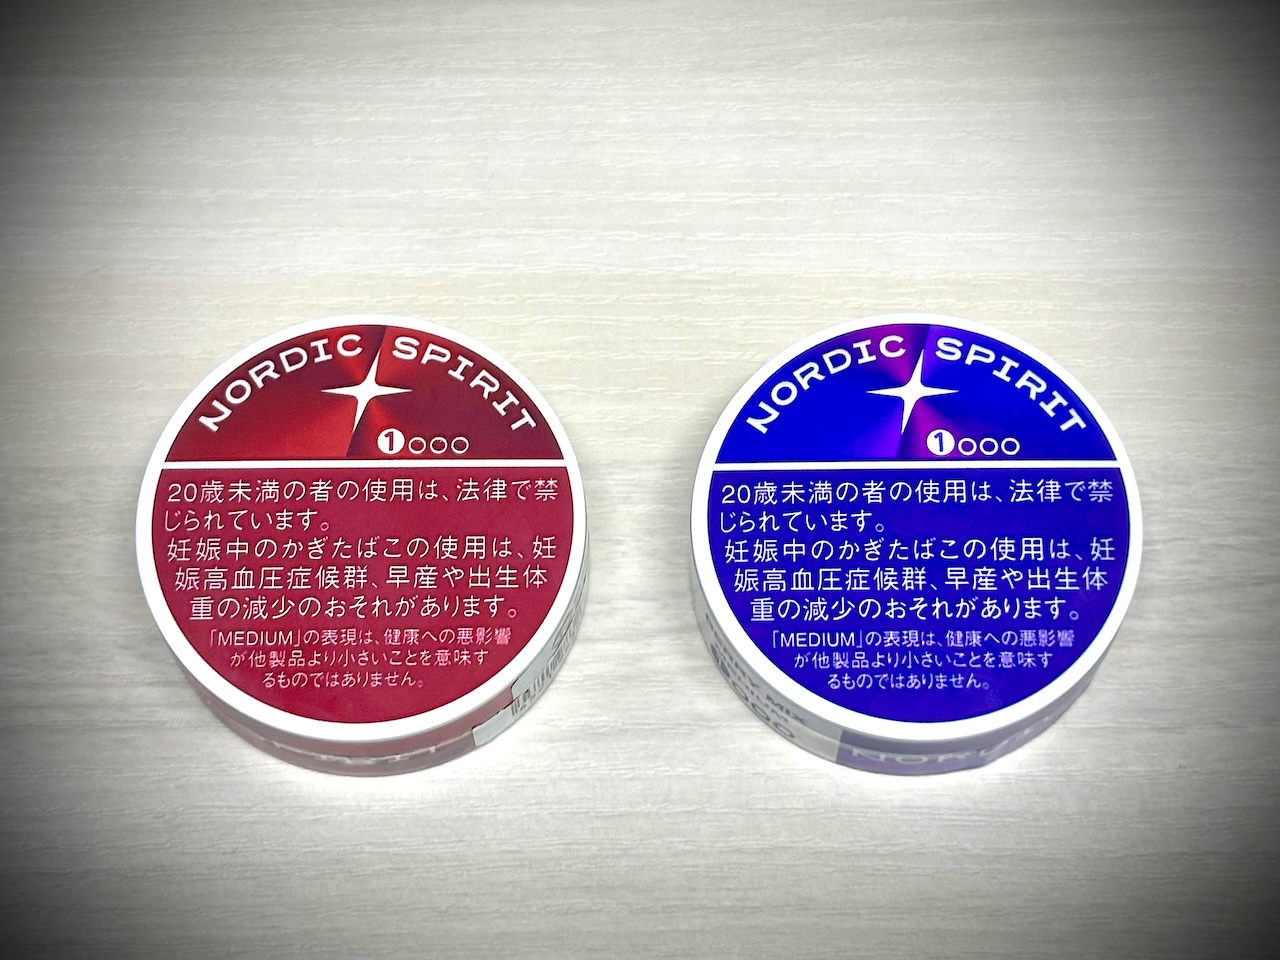 NORDIC SPIRIT
1
20歳未満の者の使用は、法律で禁
じられています。
妊娠中のかぎたばこの使用は、妊
娠高血圧症候群、早産や出生体
重の減少のおそれがあります。
「MEDIUM」の表現は、健康への悪影響
が他製品より小さいことを意味す
るものではありません。
NORDIC SPIRIT
1
20歳未満の者の使用は、法律で禁
じられています。
妊娠中のかぎたばこの使用は、妊
娠高血圧症候群、早産や出生体
重の減少のおそれがあります。
「MEDIUM」の表現は、健康への悪影響
が他製品より小さいことを意味す
るものではありません。
MIX